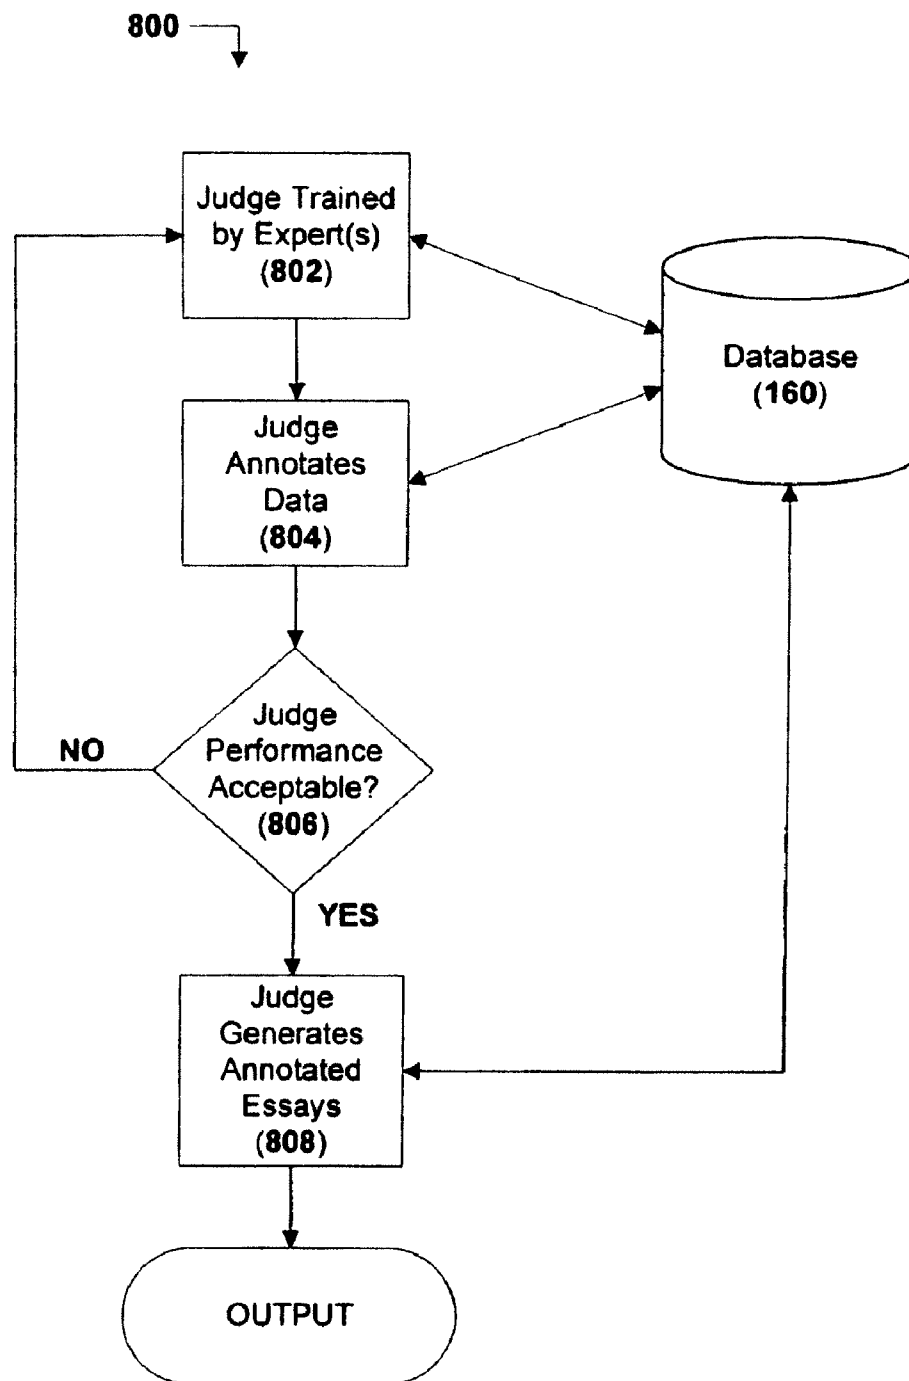 800
Judge Trained
by Expert(s)
(802)
Database
(160)
Judge
Annotates
Data
(804)
Judge
Performance
Acceptable?
(806)
NO
YES
Judge
Generates
Annotated
Essays
(808)
OUTPUT